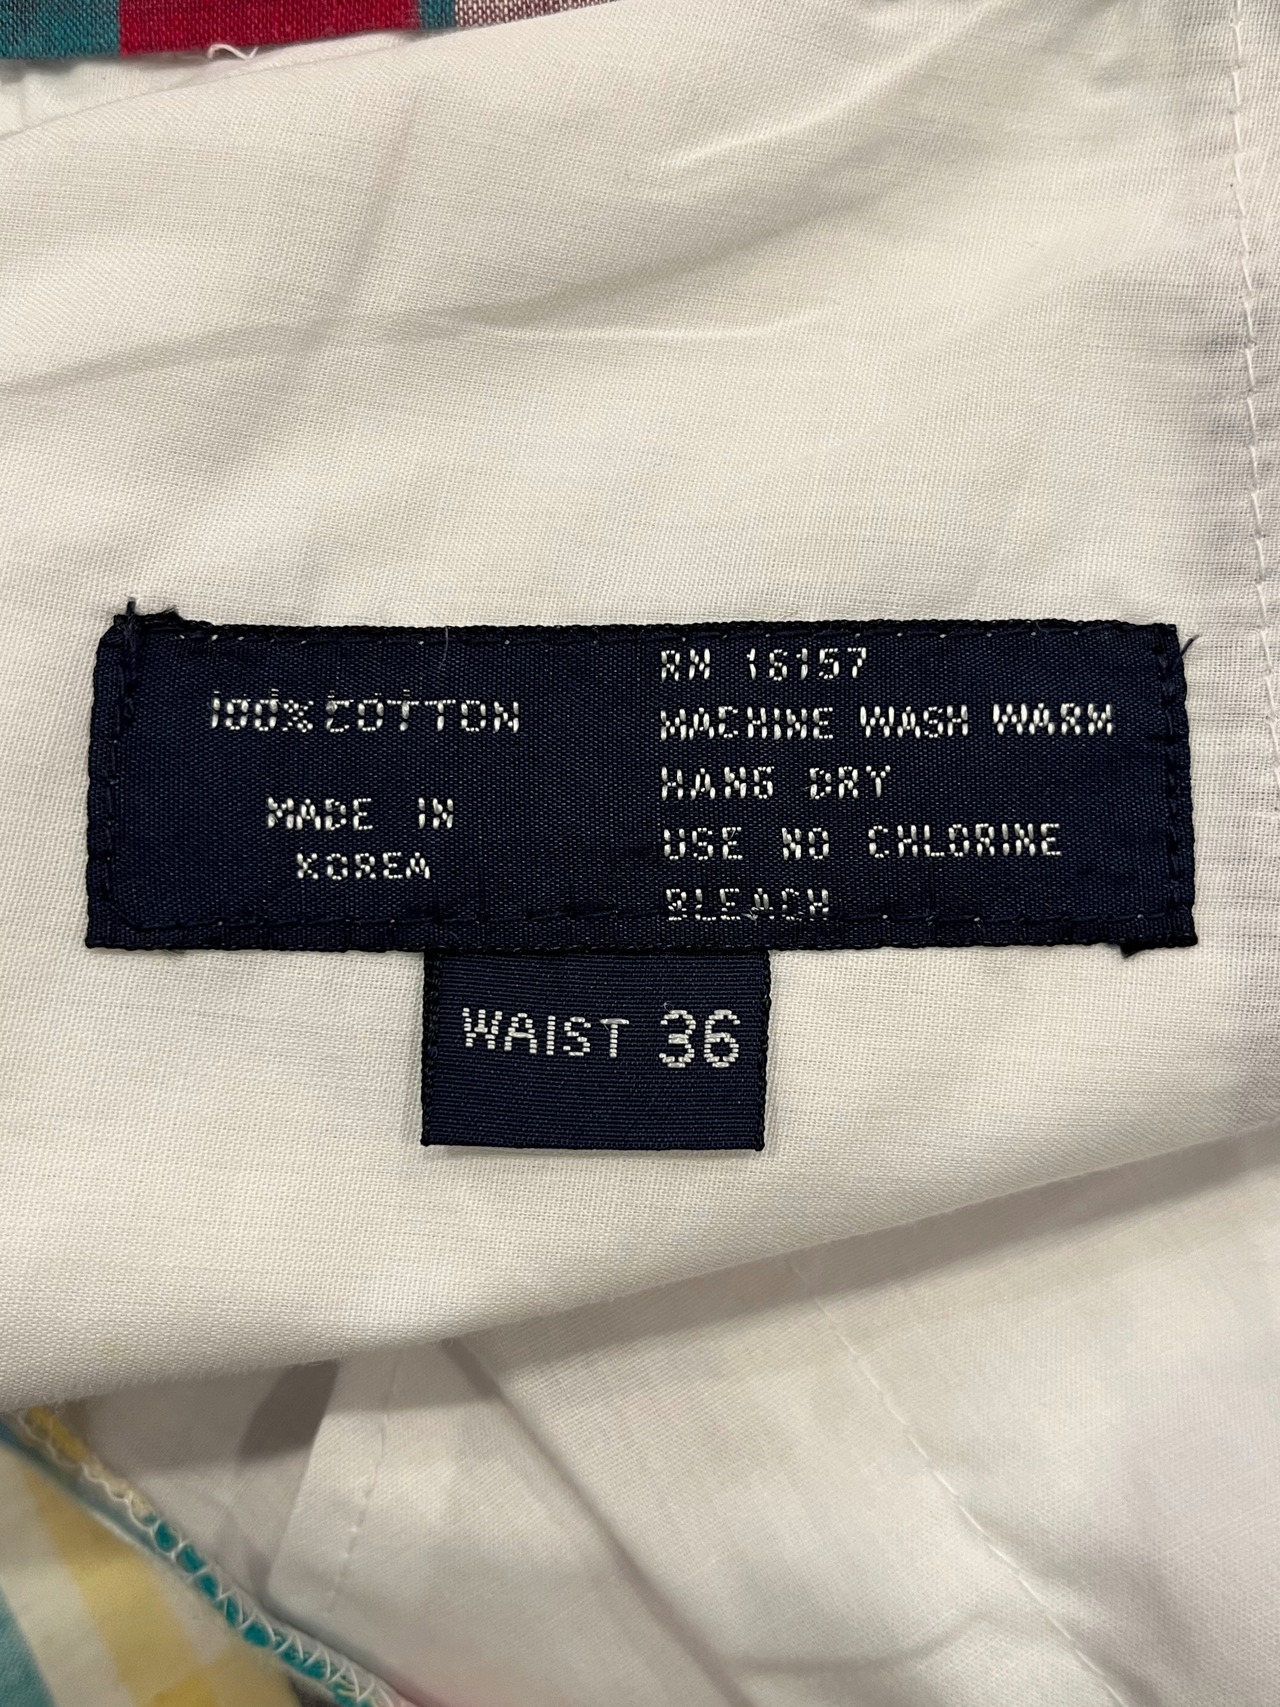 100% COTTON
MADE IN
KOREA
RN 16157
MACHINE WASH WARM
HANG DRY
USE NO CHLORINE
BLEACH
WAIST 36